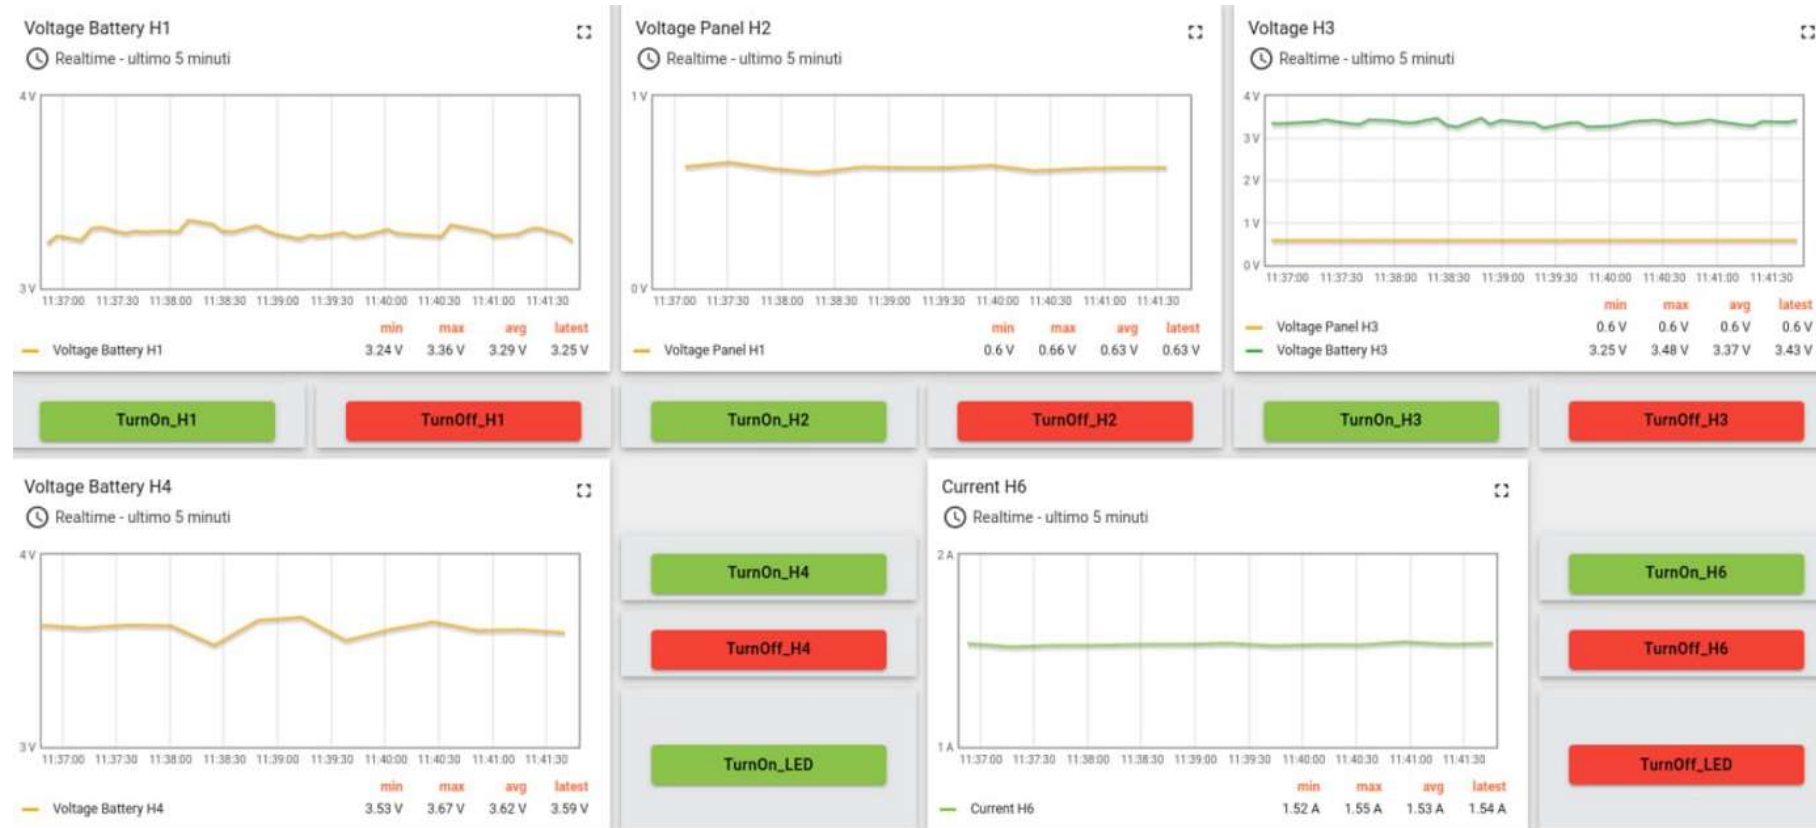 Voltage Battery H1
Realtime - ultimo 5 minuti
4 V
3 V
11:37:00 11:37:30 11:38:00 11:38:30 11:39:00 11:39:30 11:40:00 11:40:30 11:41:00 11:41:30
min max avg latest
Voltage Battery H1 3.24 V 3.36 V 3.29 V 3.25 V
Voltage Panel H2
Realtime - ultimo 5 minuti
1 V
0 V
11:37:00 11:37:30 11:38:00 11:38:30 11:39:00 11:39:30 11:40:00 11:40:30 11:41:00 11:41:30
min max avg latest
Voltage Panel H1 0.6 V 0.66 V 0.63 V 0.63 V
Voltage H3
Realtime - ultimo 5 minuti
4 V
3 V
2 V
1 V
0 V
11:37:00 11:37:30 11:38:00 11:38:30 11:39:00 11:39:30 11:40:00 11:40:30 11:41:00 11:41:30
min max avg latest
Voltage Panel H3 0.6 V 0.6 V 0.6 V 0.6 V
Voltage Battery H3 3.25 V 3.48 V 3.37 V 3.43 V
TurnOn_H1 TurnOff_H1 TurnOn_H2 TurnOff_H2 TurnOn_H3 TurnOff_H3
Voltage Battery H4
Realtime - ultimo 5 minuti
4 V
3 V
11:37:00 11:37:30 11:38:00 11:38:30 11:39:00 11:39:30 11:40:00 11:40:30 11:41:00 11:41:30
min max avg latest
Voltage Battery H4 3.53 V 3.67 V 3.62 V 3.59 V
TurnOn_H4
TurnOff_H4
TurnOn_LED
Current H6
Realtime - ultimo 5 minuti
2 A
1 A
11:37:00 11:37:30 11:38:00 11:38:30 11:39:00 11:39:30 11:40:00 11:40:30 11:41:00 11:41:30
min max avg latest
Current H6 1.52 A 1.55 A 1.53 A 1.54 A
TurnOn_H6
TurnOff_H6
TurnOff_LED